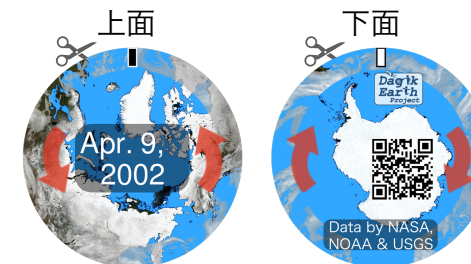 上面
下面
Apr. 9,
2002
Dagik
Earth
Project
Data by NASA,
NOAA & USGS